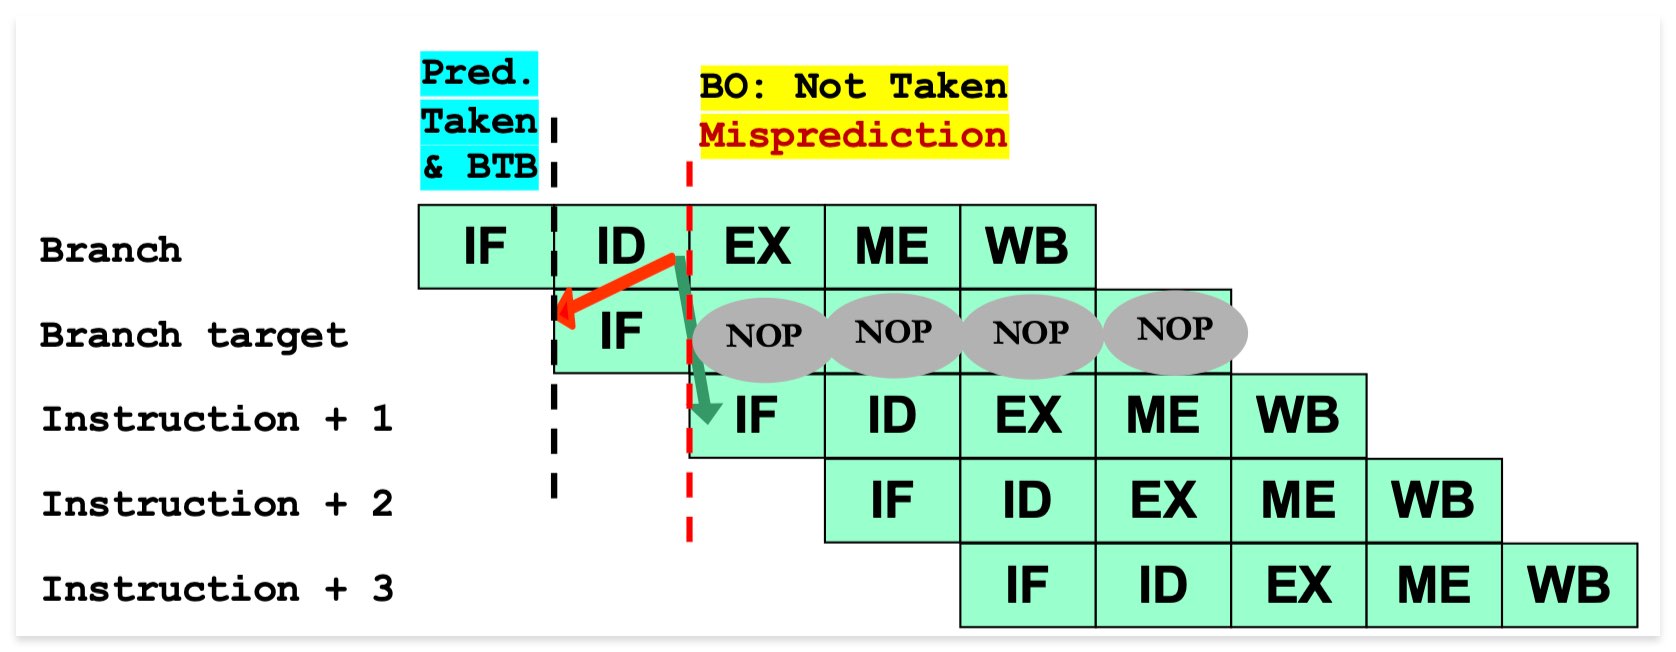 Pred.
Taken
& BTB
BO: Not Taken
Misprediction
Branch IF ID EX ME WB
Branch target IF NOP NOP NOP NOP
Instruction + 1 IF ID EX ME WB
Instruction + 2 IF ID EX ME WB
Instruction + 3 IF ID EX ME WB